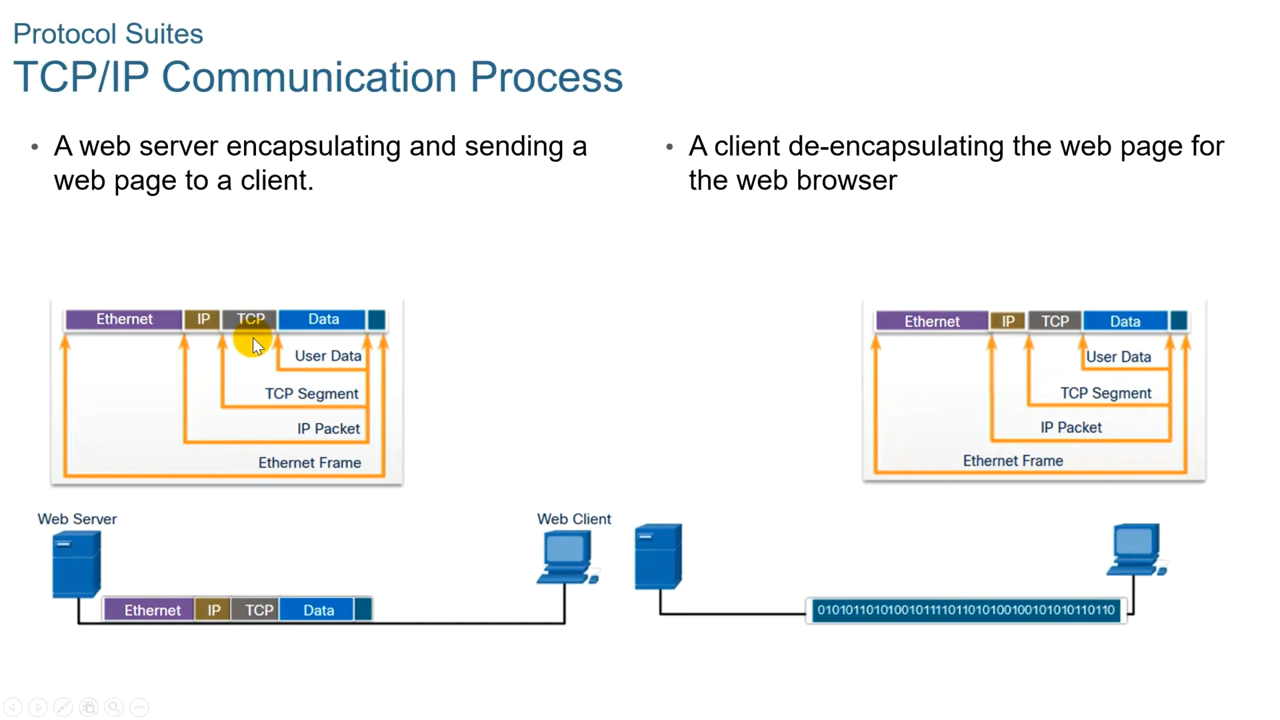 Protocol Suites
TCP/IP Communication Process
• A web server encapsulating and sending a
web page to a client.
• A client de-encapsulating the web page for
the web browser
Ethernet IP TCP Data
User Data
TCP Segment
IP Packet
Ethernet Frame
Ethernet IP TCP Data
User Data
TCP Segment
IP Packet
Ethernet Frame
Web Server
Web Client
Ethernet IP TCP Data